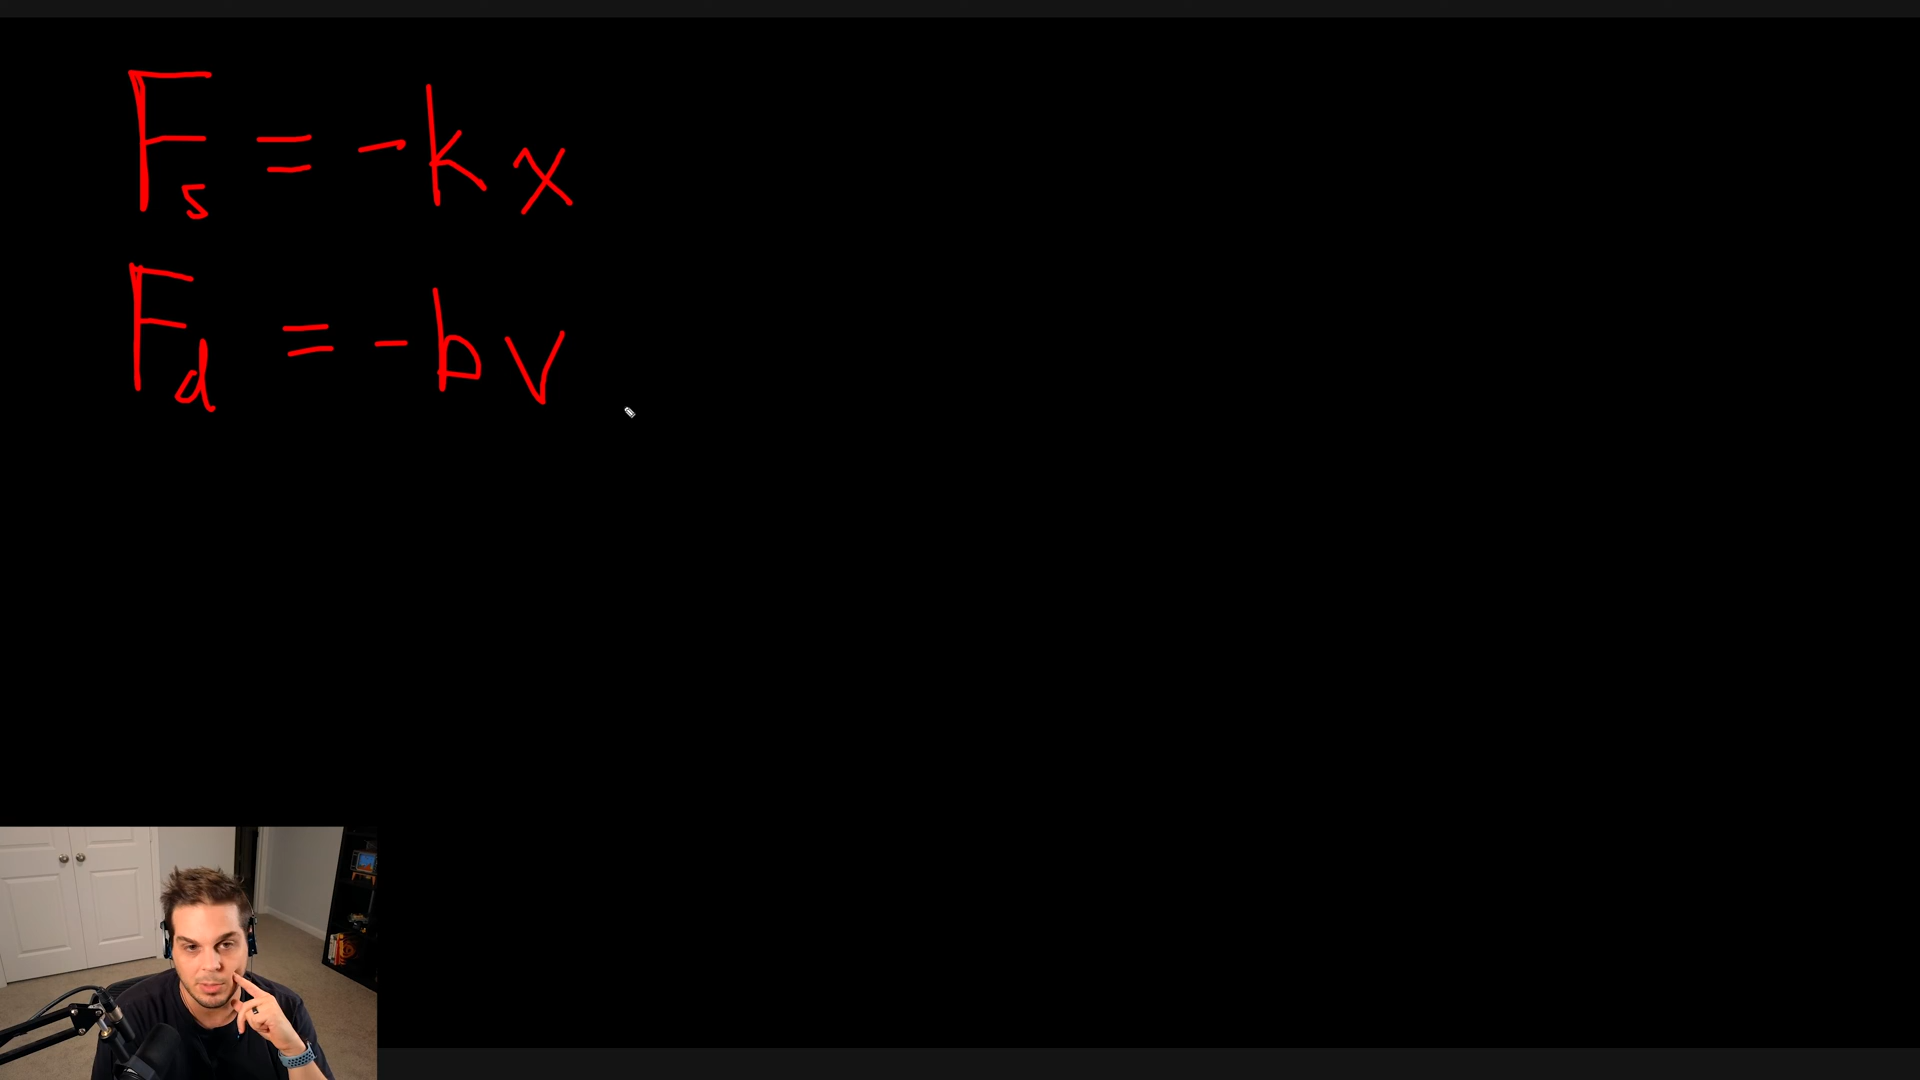 F_s = -kx
F_d = -bv